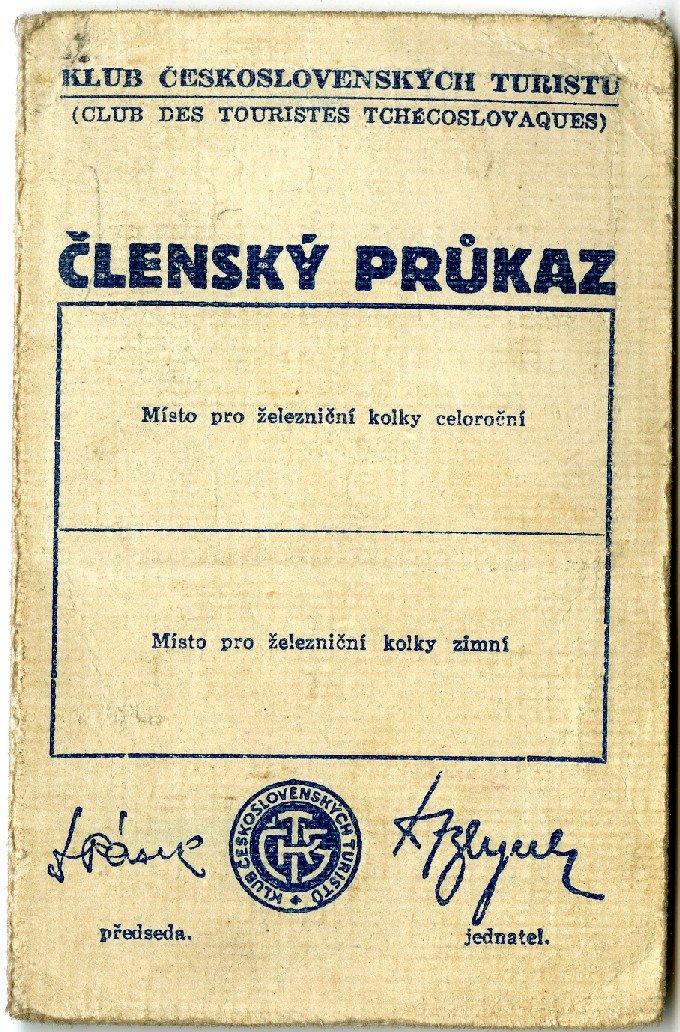 KLUB ČESKOSLOVENSKÝCH TURISTŮ
(CLUB DES TOURISTES TCHÉCOSLOVAQUES)
ČLENSKÝ PRŮKAZ
Místo pro železniční kolky celoroční
Místo pro železniční kolky zimní
KLUB ČESKOSLOVENSKÝCH TURISTŮ
KČT
předseda.
jednatel.